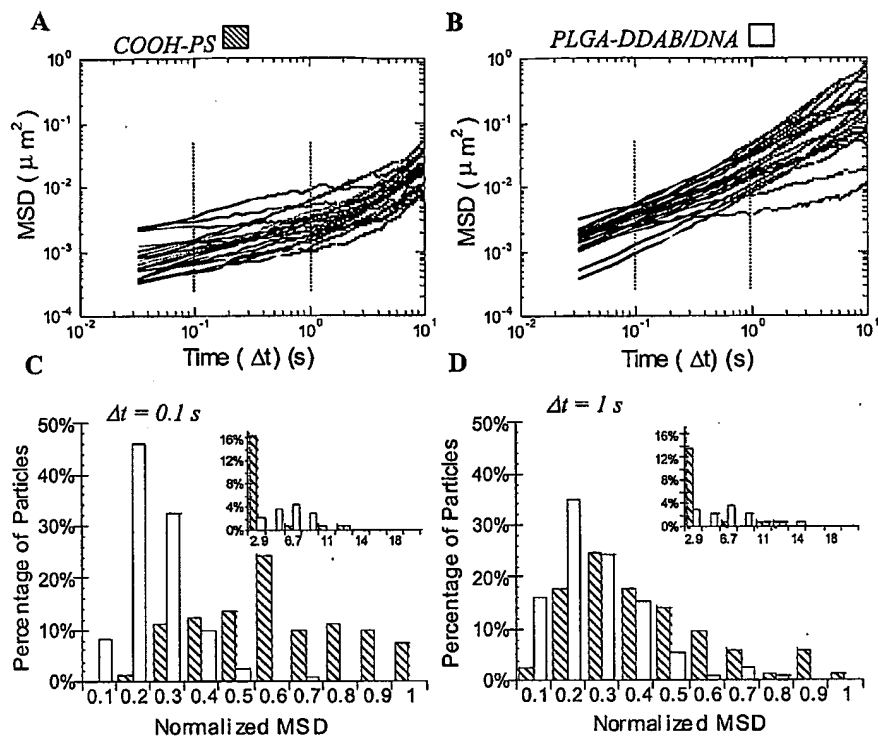 A
COOH-PS
B
PLGA-DDAB/DNA
10^0
10^-1
10^-2
10^-3
10^-4
MSD ( μ m^2)
10^-2
10^-1
10^0
10^1
Time ( Δt) (s)
10^0
10^-1
10^-2
10^-3
10^-4
MSD ( μ m^2)
10^-2
10^-1
10^0
10^1
Time ( Δt) (s)
C
Δt = 0.1 s
50%
40%
30%
20%
10%
0%
Percentage of Particles
0.1 0.2 0.3 0.4 0.5 0.6 0.7 0.8 0.9 1
Normalized MSD
16%
12%
8%
4%
0%
2.9 6.7 11 14 18
D
Δt = 1 s
50%
40%
30%
20%
10%
0%
Percentage of Particles
0.1 0.2 0.3 0.4 0.5 0.6 0.7 0.8 0.9 1
Normalized MSD
16%
12%
8%
4%
0%
2.9 6.7 11 14 18